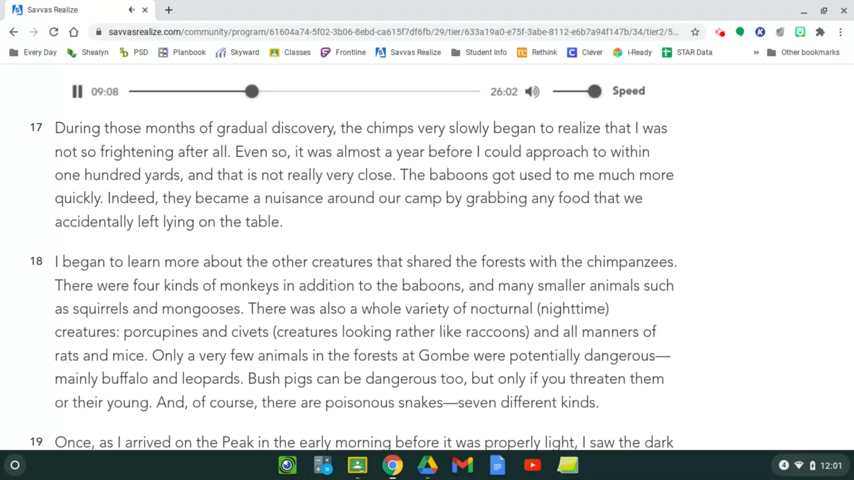 Savvas Realize
savvasrealize.com/community/program/61604a74-5f02-3b06-8ebd-ca615f7df6fb/29/tier/633a19a0-e75f-3abe-8112-e6b7a94f147b/34/tier2/5...
Every Day Shealyn PSD Planbook Skyward Classes Frontline Savvas Realize Student Info Rethink Clever i-Ready STAR Data » Other bookmarks
09:08 26:02 Speed
17 During those months of gradual discovery, the chimps very slowly began to realize that I was
not so frightening after all. Even so, it was almost a year before I could approach to within
one hundred yards, and that is not really very close. The baboons got used to me much more
quickly. Indeed, they became a nuisance around our camp by grabbing any food that we
accidentally left lying on the table.
18 I began to learn more about the other creatures that shared the forests with the chimpanzees.
There were four kinds of monkeys in addition to the baboons, and many smaller animals such
as squirrels and mongooses. There was also a whole variety of nocturnal (nighttime)
creatures: porcupines and civets (creatures looking rather like raccoons) and all manners of
rats and mice. Only a very few animals in the forests at Gombe were potentially dangerous—
mainly buffalo and leopards. Bush pigs can be dangerous too, but only if you threaten them
or their young. And, of course, there are poisonous snakes—seven different kinds.
19 Once, as I arrived on the Peak in the early morning before it was properly light, I saw the dark
4 12:01